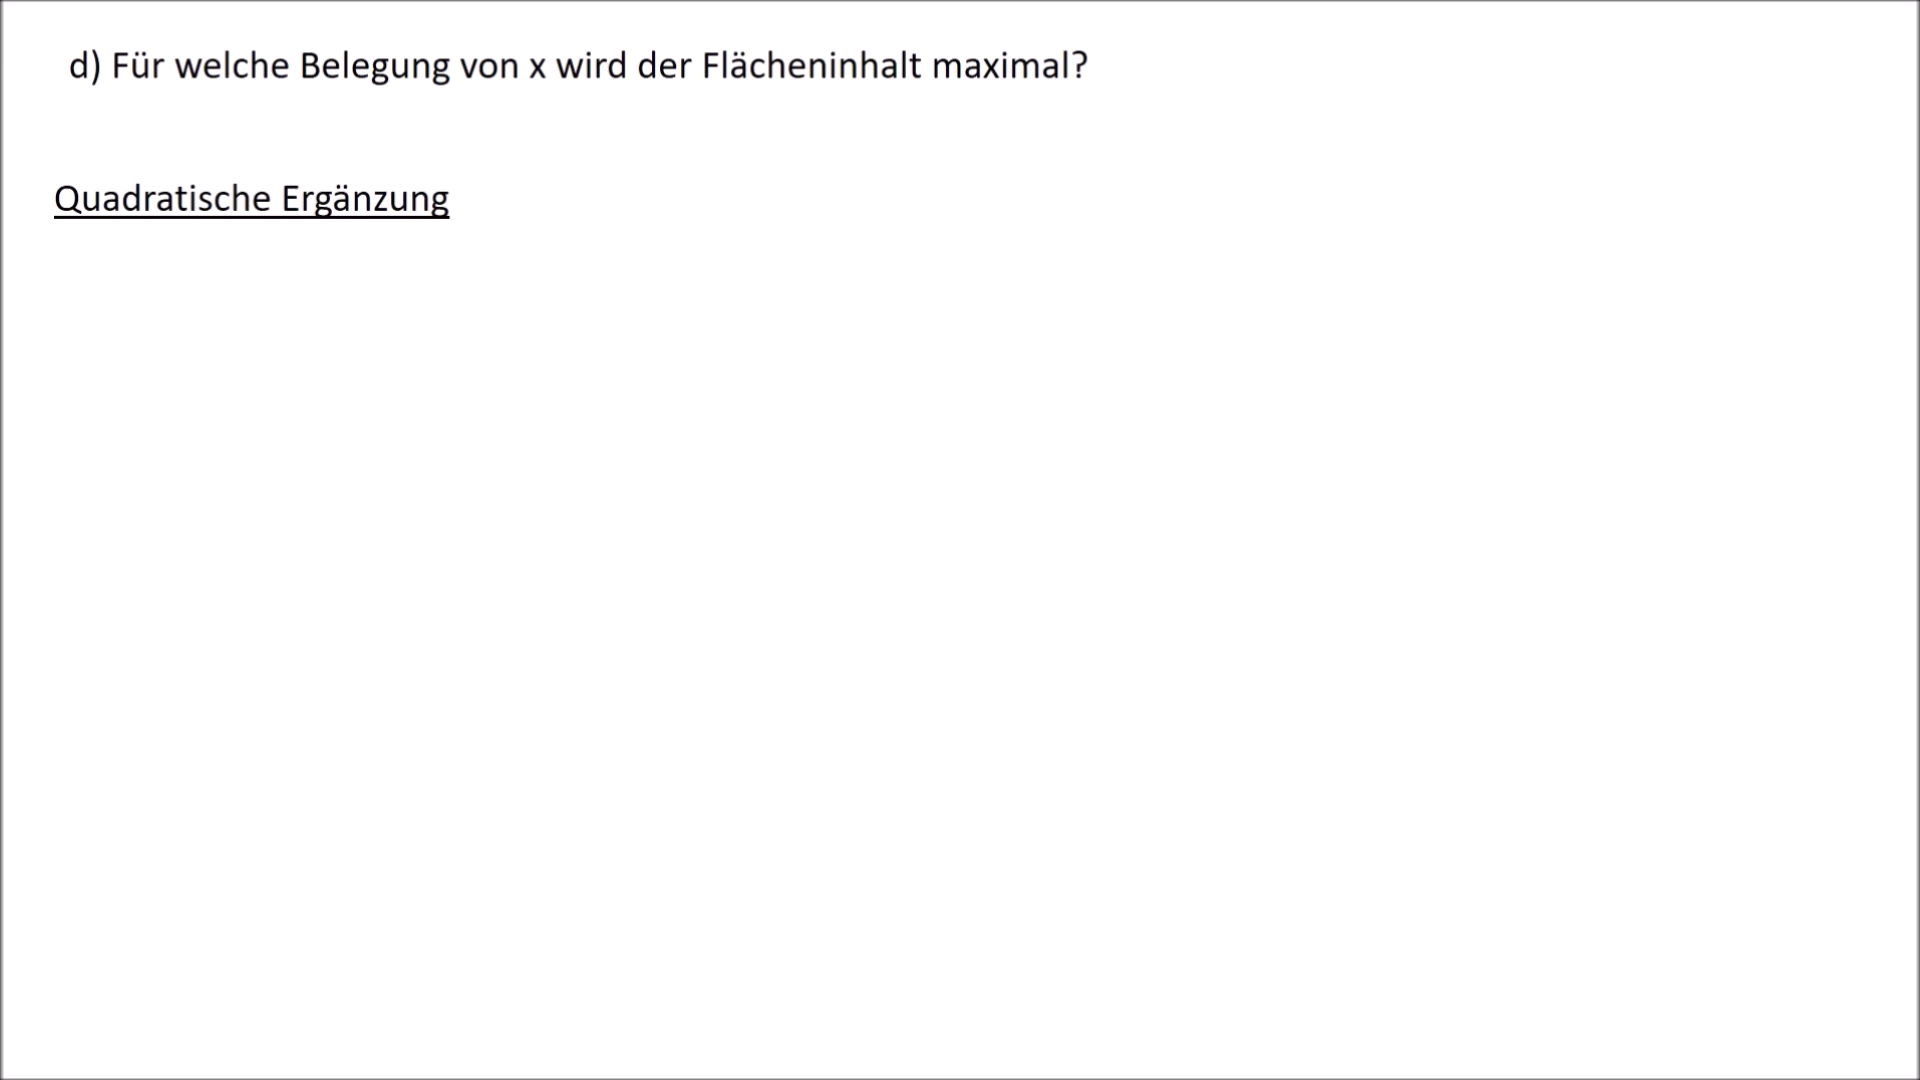 d) Für welche Belegung von x wird der Flächeninhalt maximal?
Quadratische Ergänzung